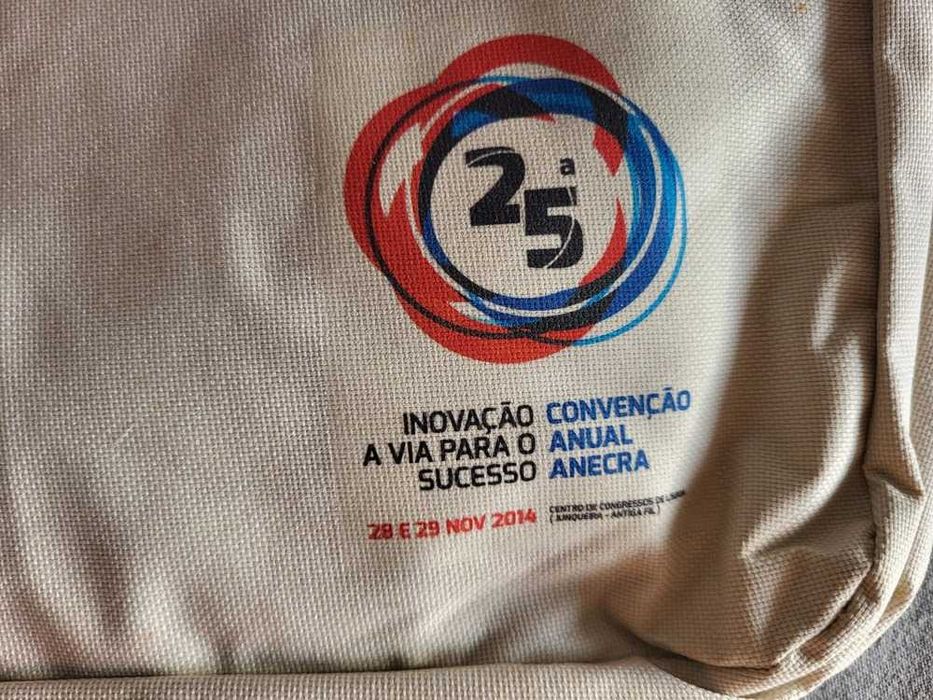 25ª
INOVAÇÃO
A VIA PARA O
SUCESSO
CONVENÇÃO
ANUAL
ANECRA
28 E 29 NOV 2014
CENTRO DE CONGRESSOS DE LISBOA
( JUNQUEIRA - ANTIGA FIL )